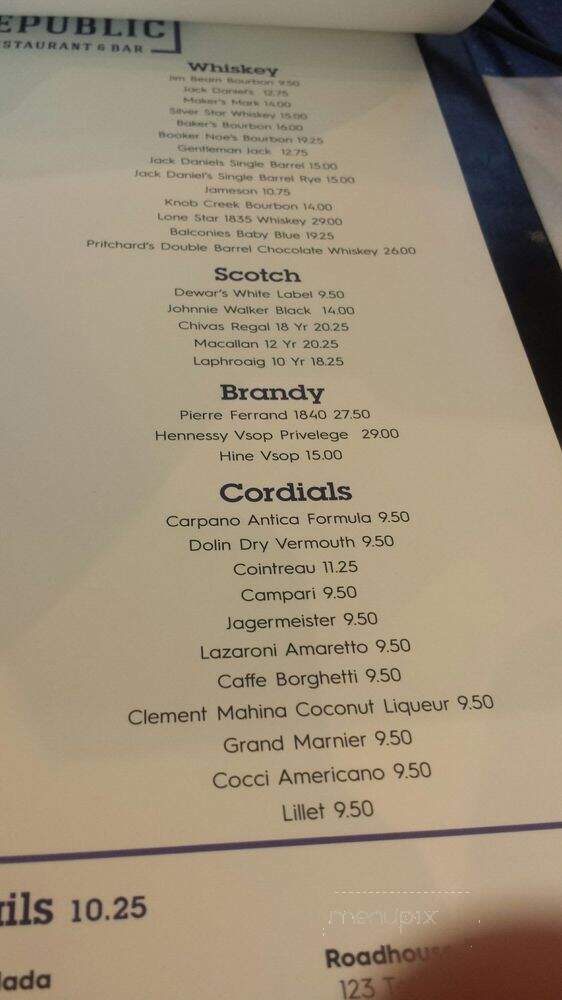 EPUBLIC
ESTAURANT & BAR
Whiskey
Jim Beam Bourbon 9.50
Jack Daniel's 12.75
Maker's Mark 14.00
Silver Star Whiskey 15.00
Baker's Bourbon 16.00
Booker Noe's Bourbon 19.25
Gentleman Jack 12.75
Jack Daniels Single Barrel 15.00
Jack Daniel's Single Barrel Rye 15.00
Jameson 10.75
Knob Creek Bourbon 14.00
Lone Star 1835 Whiskey 29.00
Balconies Baby Blue 19.25
Pritchard's Double Barrel Chocolate Whiskey 26.00
Scotch
Dewar's White Label 9.50
Johnnie Walker Black 14.00
Chivas Regal 18 Yr 20.25
Macallan 12 Yr 20.25
Laphroaig 10 Yr 18.25
Brandy
Pierre Ferrand 1840 27.50
Hennessy Vsop Privelege 29.00
Hine Vsop 15.00
Cordials
Carpano Antica Formula 9.50
Dolin Dry Vermouth 9.50
Cointreau 11.25
Campari 9.50
Jagermeister 9.50
Lazaroni Amaretto 9.50
Caffe Borghetti 9.50
Clement Mahina Coconut Liqueur 9.50
Grand Marnier 9.50
Cocci Americano 9.50
Lillet 9.50
ils 10.25
menupix
Roadhous
lada
123 T